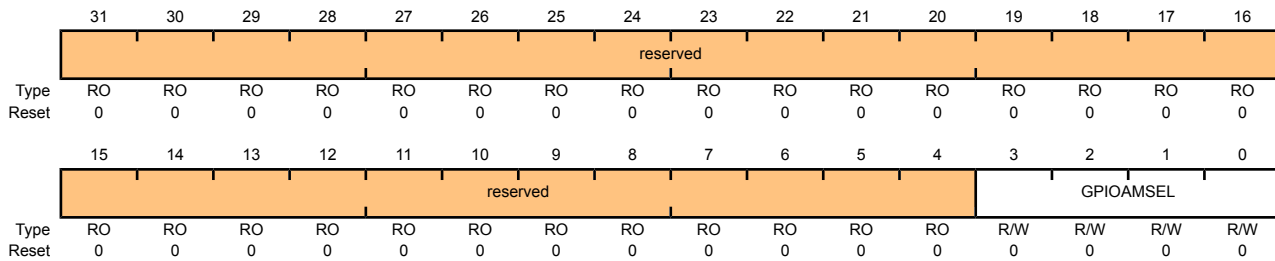 31 30 29 28 27 26 25 24 23 22 21 20 19 18 17 16
reserved
Type RO RO RO RO RO RO RO RO RO RO RO RO RO RO RO RO
Reset 0 0 0 0 0 0 0 0 0 0 0 0 0 0 0 0
15 14 13 12 11 10 9 8 7 6 5 4 3 2 1 0
reserved GPIOAMSEL
Type RO RO RO RO RO RO RO RO RO RO RO RO R/W R/W R/W R/W
Reset 0 0 0 0 0 0 0 0 0 0 0 0 0 0 0 0